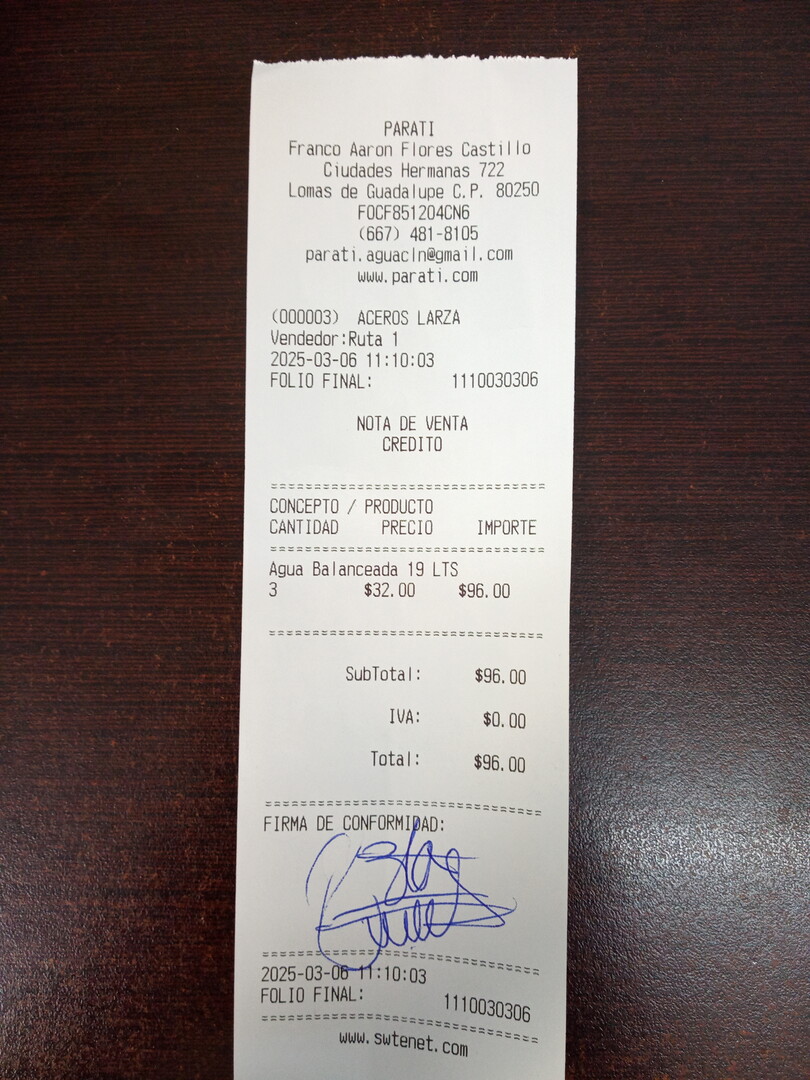 PARATI
Franco Aaron Flores Castillo
Ciudades Hermanas 722
Lomas de Guadalupe C.P. 80250
FOCF851204CN6
(667) 481-8105
parati.aguacln@gmail.com
www.parati.com
(000003) ACEROS LARZA
Vendedor:Ruta 1
2025-03-06 11:10:03
FOLIO FINAL: 1110030306
NOTA DE VENTA
CREDITO
CONCEPTO / PRODUCTO
CANTIDAD PRECIO IMPORTE
Agua Balanceada 19 LTS
3 $32.00 $96.00
SubTotal: $96.00
IVA: $0.00
Total: $96.00
FIRMA DE CONFORMIDAD:
2025-03-06 11:10:03
FOLIO FINAL: 1110030306
www.swtenet.com